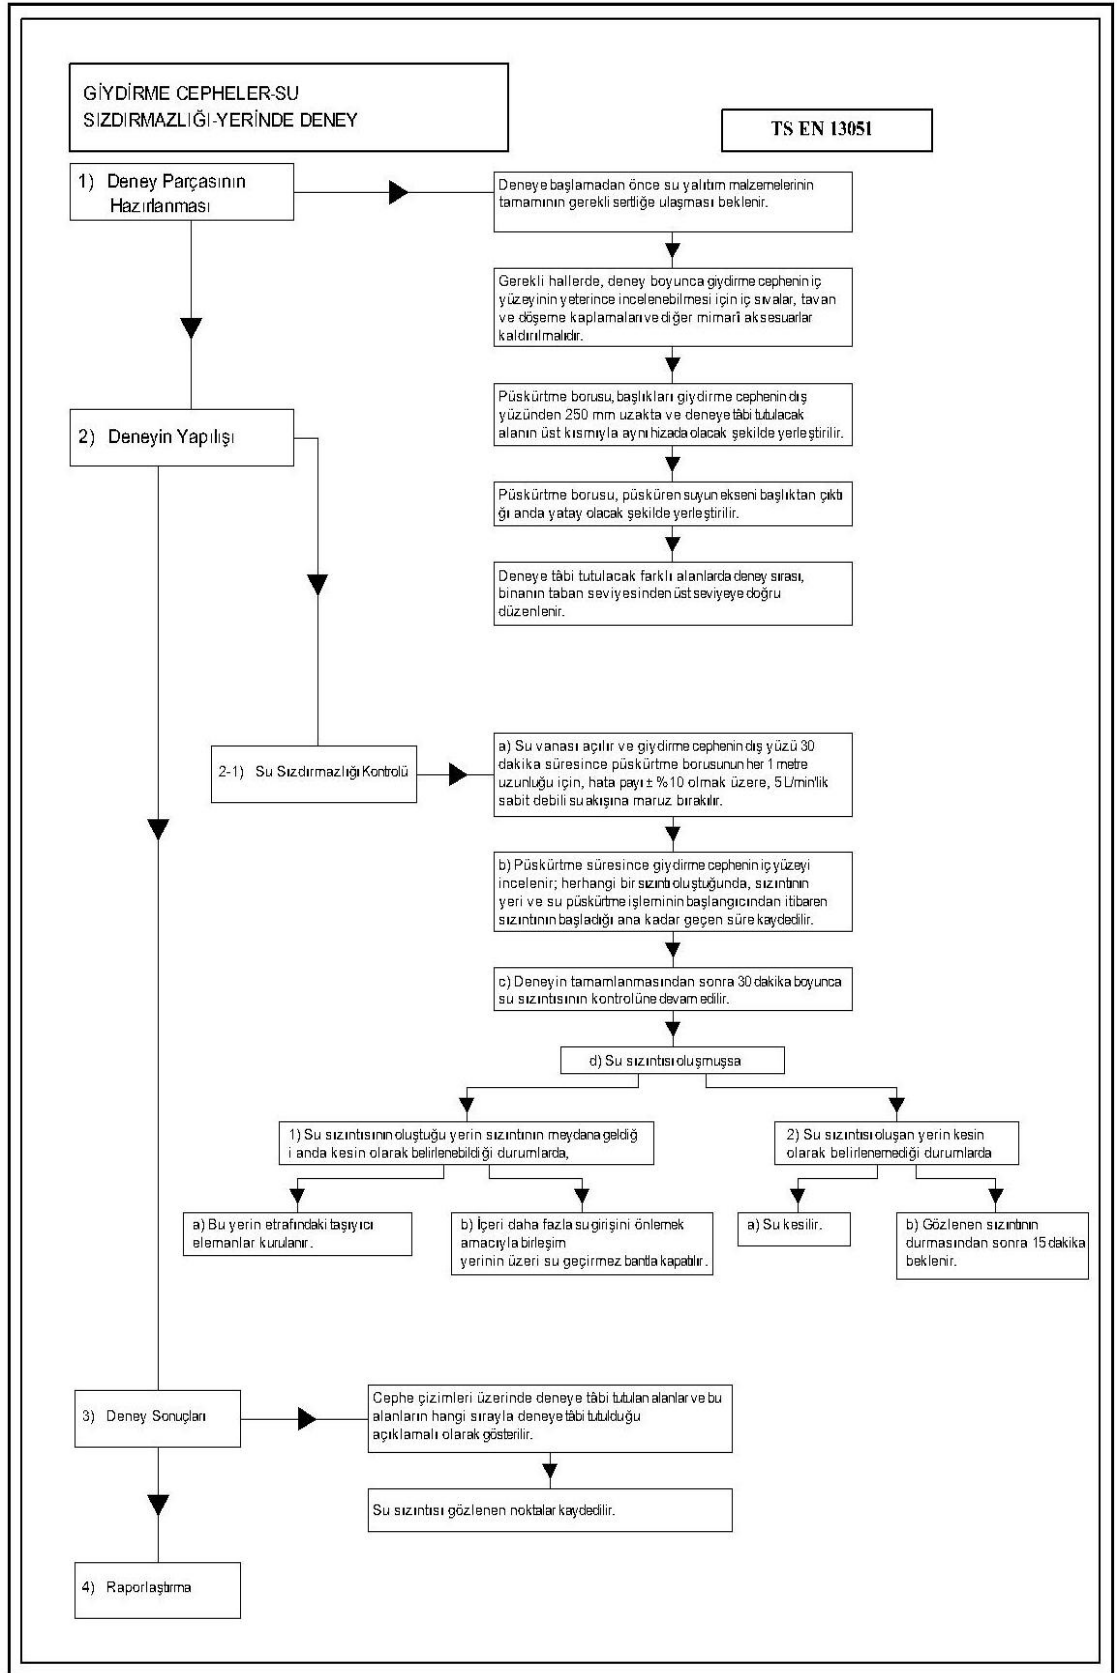 GİYDİRME CEPHELER-SU
SIZDIRMAZLIĞI-YERİNDE DENEY
TS EN 13051
1) Deney Parçasının
Hazırlanması
Deneye başlamadan önce su yalıtım malzemelerinin
tamamının gerekli sertliğe ulaşması beklenir.
Gerekli hallerde, deney boyunca giydirme cephenin iç
yüzeyinin yeterince incelenebilmesi için iç sıvalar, tavan
ve döşeme kaplamaları ve diğer mimarî aksesuarlar
kaldırılmalıdır.
Püskürtme borusu, başlıkları giydirme cephenin dış
yüzünden 250 mm uzakta ve deneye tâbi tutulacak
alanın üst kısmıyla aynı hizada olacak şekilde yerleştirilir.
2) Deneyin Yapılışı
Püskürtme borusu, püsküren suyun ekseni başlıktan çıktı
ğı anda yatay olacak şekilde yerleştirilir.
Deneye tâbi tutulacak farklı alanlarda deney sırası,
binanın taban seviyesinden üst seviyeye doğru
düzenlenir.
2-1) Su Sızdırmazlığı Kontrolü
a) Su vanası açılır ve giydirme cephenin dış yüzü 30
dakika süresince püskürtme borusunun her 1 metre
uzunluğu için, hata payı ± %10 olmak üzere, 5 L/min'lik
sabit debili su akışına maruz bırakılır.
b) Püskürtme süresince giydirme cephenin iç yüzeyi
incelenir; herhangi bir sızıntı oluştuğunda, sızıntının
yeri ve su püskürtme işleminin başlangıcından itibaren
sızıntının başladığı ana kadar geçen süre kaydedilir.
c) Deneyin tamamlanmasından sonra 30 dakika boyunca
su sızıntısının kontrolüne devam edilir.
d) Su sızıntısı oluşmuşsa
1) Su sızıntısının oluştuğu yerin sızıntının meydana geldiğ
i anda kesin olarak belirlenebildiği durumlarda,
2) Su sızıntısı oluşan yerin kesin
olarak belirlenemediği durumlarda
a) Bu yerin etrafındaki taşıyıcı
elemanlar kurulanır.
b) İçeri daha fazla su girişini önlemek
amacıyla birleşim
yerinin üzeri su geçirmez bantla kapatılır.
a) Su kesilir.
b) Gözlenen sızıntının
durmasından sonra 15 dakika
beklenir.
3) Deney Sonuçları
Cephe çizimleri üzerinde deneye tâbi tutulan alanlar ve bu
alanların hangi sırayla deneye tâbi tutulduğu
açıklamalı olarak gösterilir.
Su sızıntısı gözlenen noktalar kaydedilir.
4) Raporlaştırma